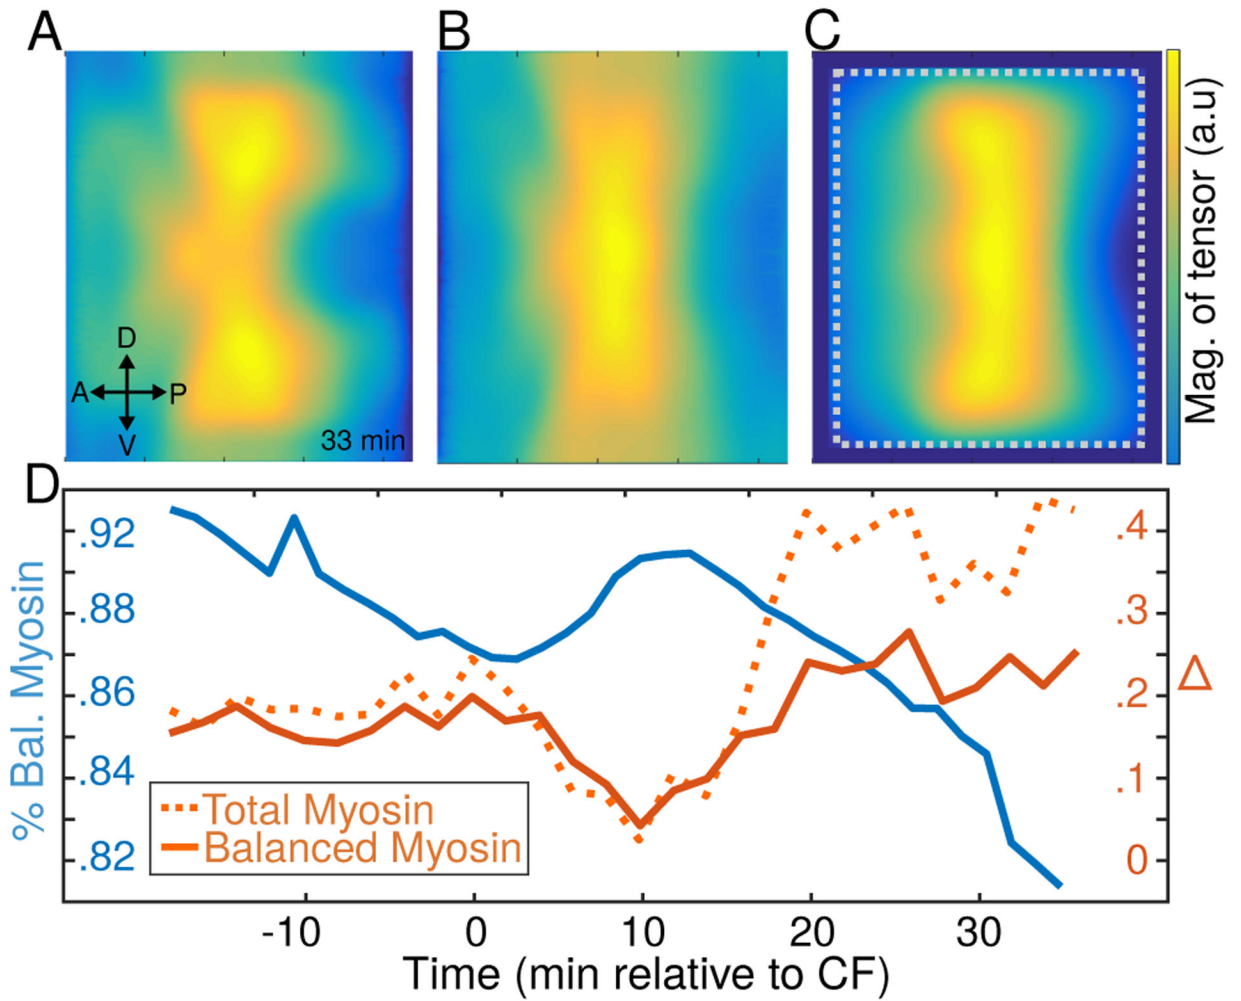 A
B
C
D
A
P
V
33 min
Mag. of tensor (a.u)
D
% Bal. Myosin
.92
.88
.86
.84
.82
.4
.3
.2
.1
0
Δ
Total Myosin
Balanced Myosin
-10
0
10
20
30
Time (min relative to CF)